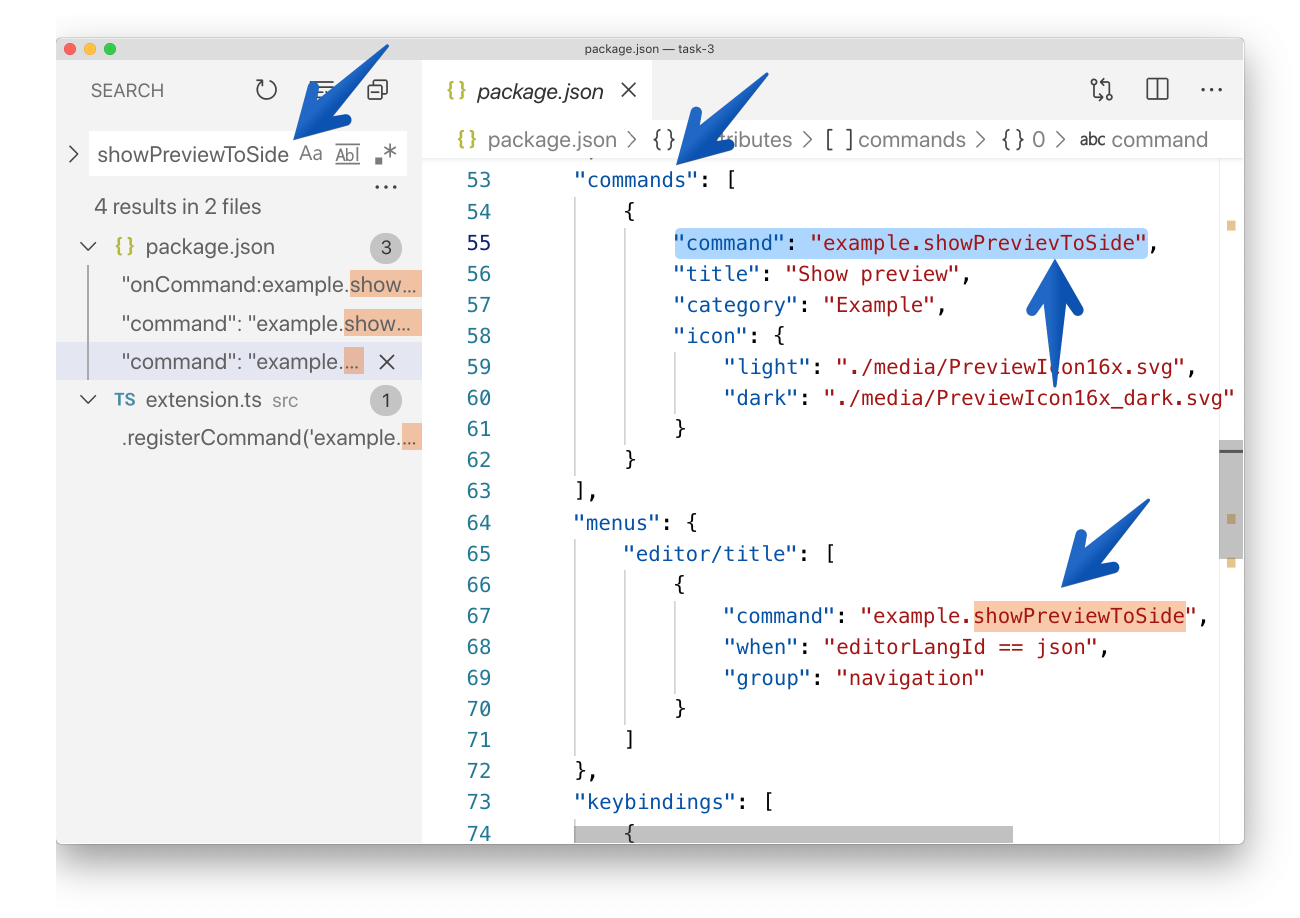 package.json — task-3
SEARCH
package.json
showPreviewToSide Aa Abl .*
...
4 results in 2 files
{} package.json 3
"onCommand:example.show...
"command": "example.show...
"command": "example....
TS extension.ts src 1
.registerCommand('example....
{} package.json > {} tributes > [ ] commands > {} 0 > abc command
53 "commands": [
54 {
55 "command": "example.showPrevievToSide",
56 "title": "Show preview",
57 "category": "Example",
58 "icon": {
59 "light": "./media/PreviewIcon16x.svg",
60 "dark": "./media/PreviewIcon16x_dark.svg"
61 }
62 }
63 ],
64 "menus": {
65 "editor/title": [
66 {
67 "command": "example.showPreviewToSide",
68 "when": "editorLangId == json",
69 "group": "navigation"
70 }
71 ]
72 },
73 "keybindings": [
74 {